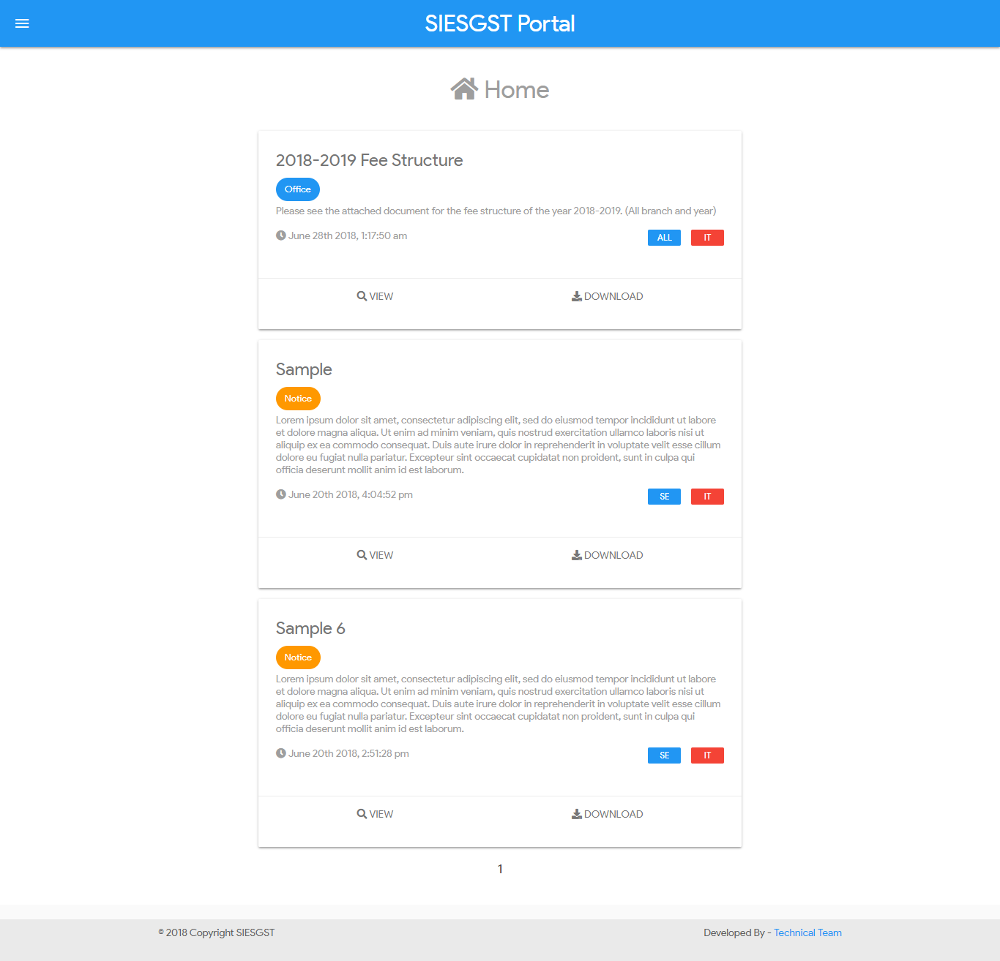 SIESGST Portal
Home
2018-2019 Fee Structure
Office
Please see the attached document for the fee structure of the year 2018-2019. (All branch and year)
June 28th 2018, 1:17:50 am ALL IT
VIEW DOWNLOAD
Sample
Notice
Lorem ipsum dolor sit amet, consectetur adipiscing elit, sed do eiusmod tempor incididunt ut labore
et dolore magna aliqua. Ut enim ad minim veniam, quis nostrud exercitation ullamco laboris nisi ut
aliquip ex ea commodo consequat. Duis aute irure dolor in reprehenderit in voluptate velit esse cillum
dolore eu fugiat nulla pariatur. Excepteur sint occaecat cupidatat non proident, sunt in culpa qui
officia deserunt mollit anim id est laborum.
June 20th 2018, 4:04:52 pm SE IT
VIEW DOWNLOAD
Sample 6
Notice
Lorem ipsum dolor sit amet, consectetur adipiscing elit, sed do eiusmod tempor incididunt ut labore
et dolore magna aliqua. Ut enim ad minim veniam, quis nostrud exercitation ullamco laboris nisi ut
aliquip ex ea commodo consequat. Duis aute irure dolor in reprehenderit in voluptate velit esse cillum
dolore eu fugiat nulla pariatur. Excepteur sint occaecat cupidatat non proident, sunt in culpa qui
officia deserunt mollit anim id est laborum.
June 20th 2018, 2:51:28 pm SE IT
VIEW DOWNLOAD
1
© 2018 Copyright SIESGST Developed By - Technical Team